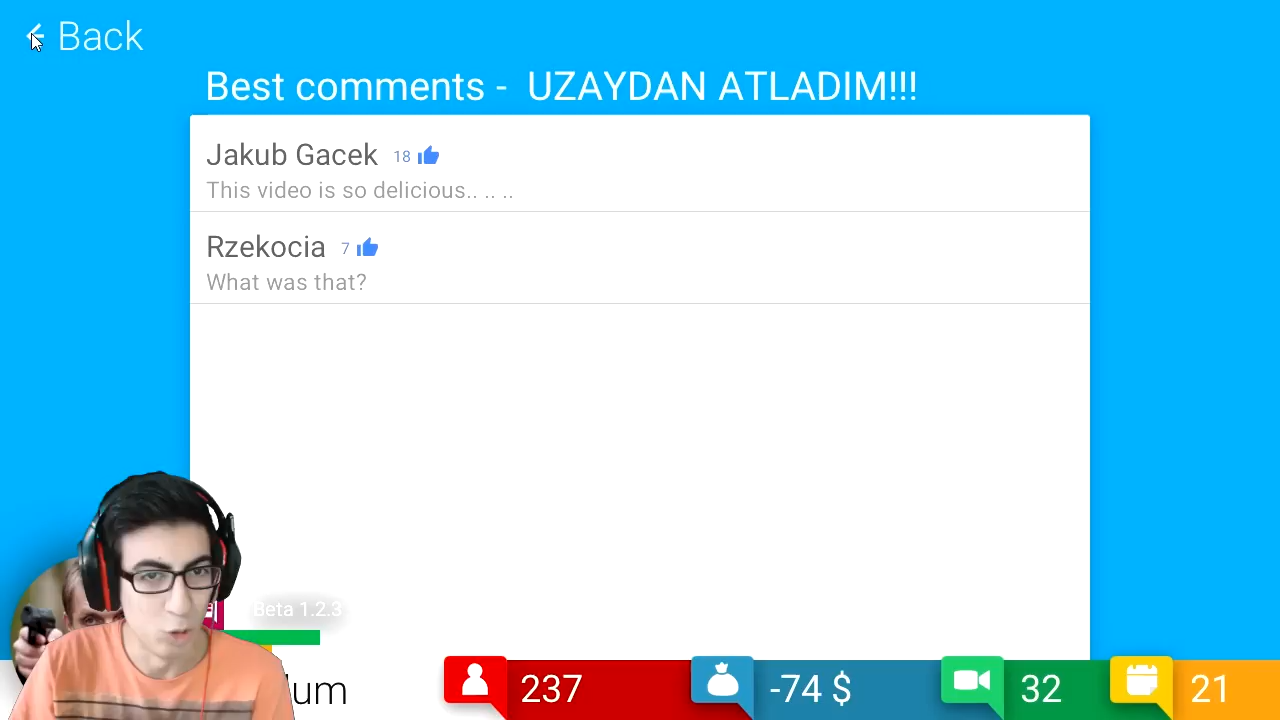 Back
Best comments - UZAYDAN ATLADIM!!!
Jakub Gacek 18
This video is so delicious.. .. ..
Rzekocia 7
What was that?
Beta 1.2.3
237
-74 $
32
21